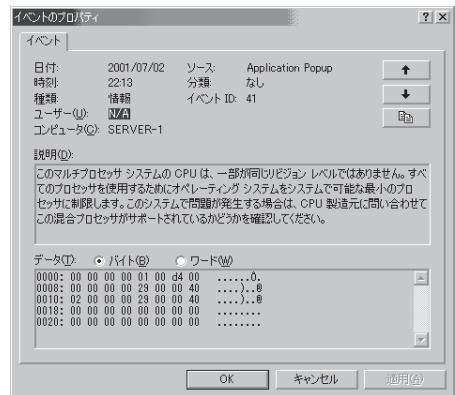 イベントのプロパティ
イベント
日付: 2001/07/02 ソース: Application Popup
時刻: 22:13 分類: なし
種類: 情報 イベント ID: 41
ユーザー(U): N/A
コンピュータ(C): SERVER-1
説明(D):
このマルチプロセッサ システムの CPU は、一部が同じリビジョン レベルではありません。すべ
てのプロセッサを使用するためにオペレーティング システムをシステムで可能な最小のプロ
セッサに制限します。このシステムで問題が発生する場合は、CPU 製造元に問い合わせて
この混合プロセッサがサポートされているかどうかを確認してください。
データ(T): バイト(B) ワード(W)
0000: 00 00 00 00 01 00 d4 00 ......Ô.
0008: 00 00 00 00 29 00 00 40 ....)..@
0010: 02 00 00 00 29 00 00 40 ....)..@
0018: 00 00 00 00 00 00 00 00 ........
0020: 00 00 00 00 00 00 00 00 ........
OK キャンセル 適用(A)